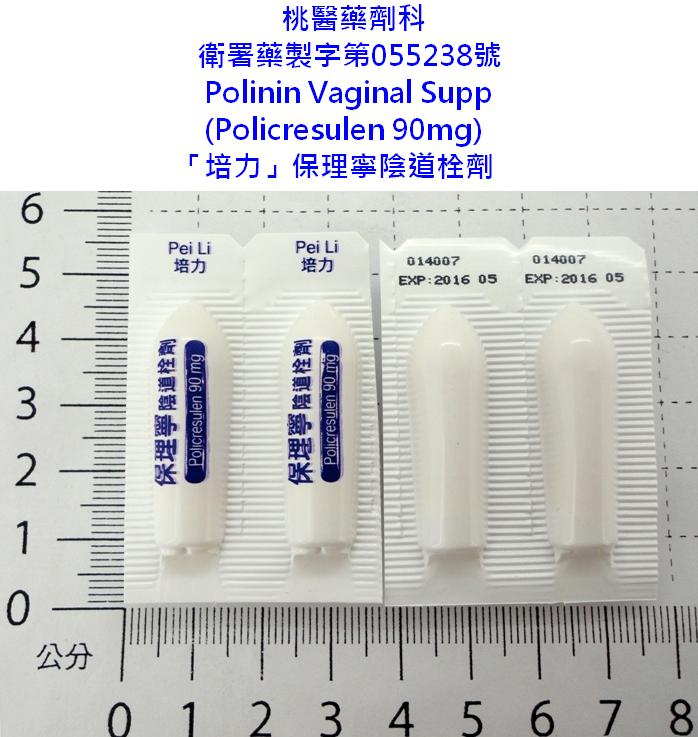 桃醫藥劑科
衛署藥製字第055238號
Polinin Vaginal Supp
(Policresulen 90mg)
「培力」保理寧陰道栓劑
6
5
4
3
2
1
0
公分
0 1 2 3 4 5 6 7 8
Pei Li
培力
Pei Li
培力
014007
EXP:2016 05
014007
EXP:2016 05
保理寧陰道栓劑
Policresulen 90 mg
保理寧陰道栓劑
Policresulen 90 mg